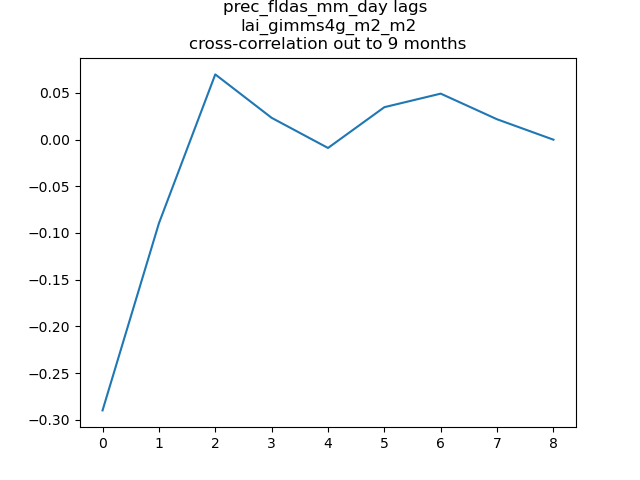 prec_fldas_mm_day lags
lai_gimms4g_m2_m2
cross-correlation out to 9 months
0.05
0.00
−0.05
−0.10
−0.15
−0.20
−0.25
−0.30
0 1 2 3 4 5 6 7 8